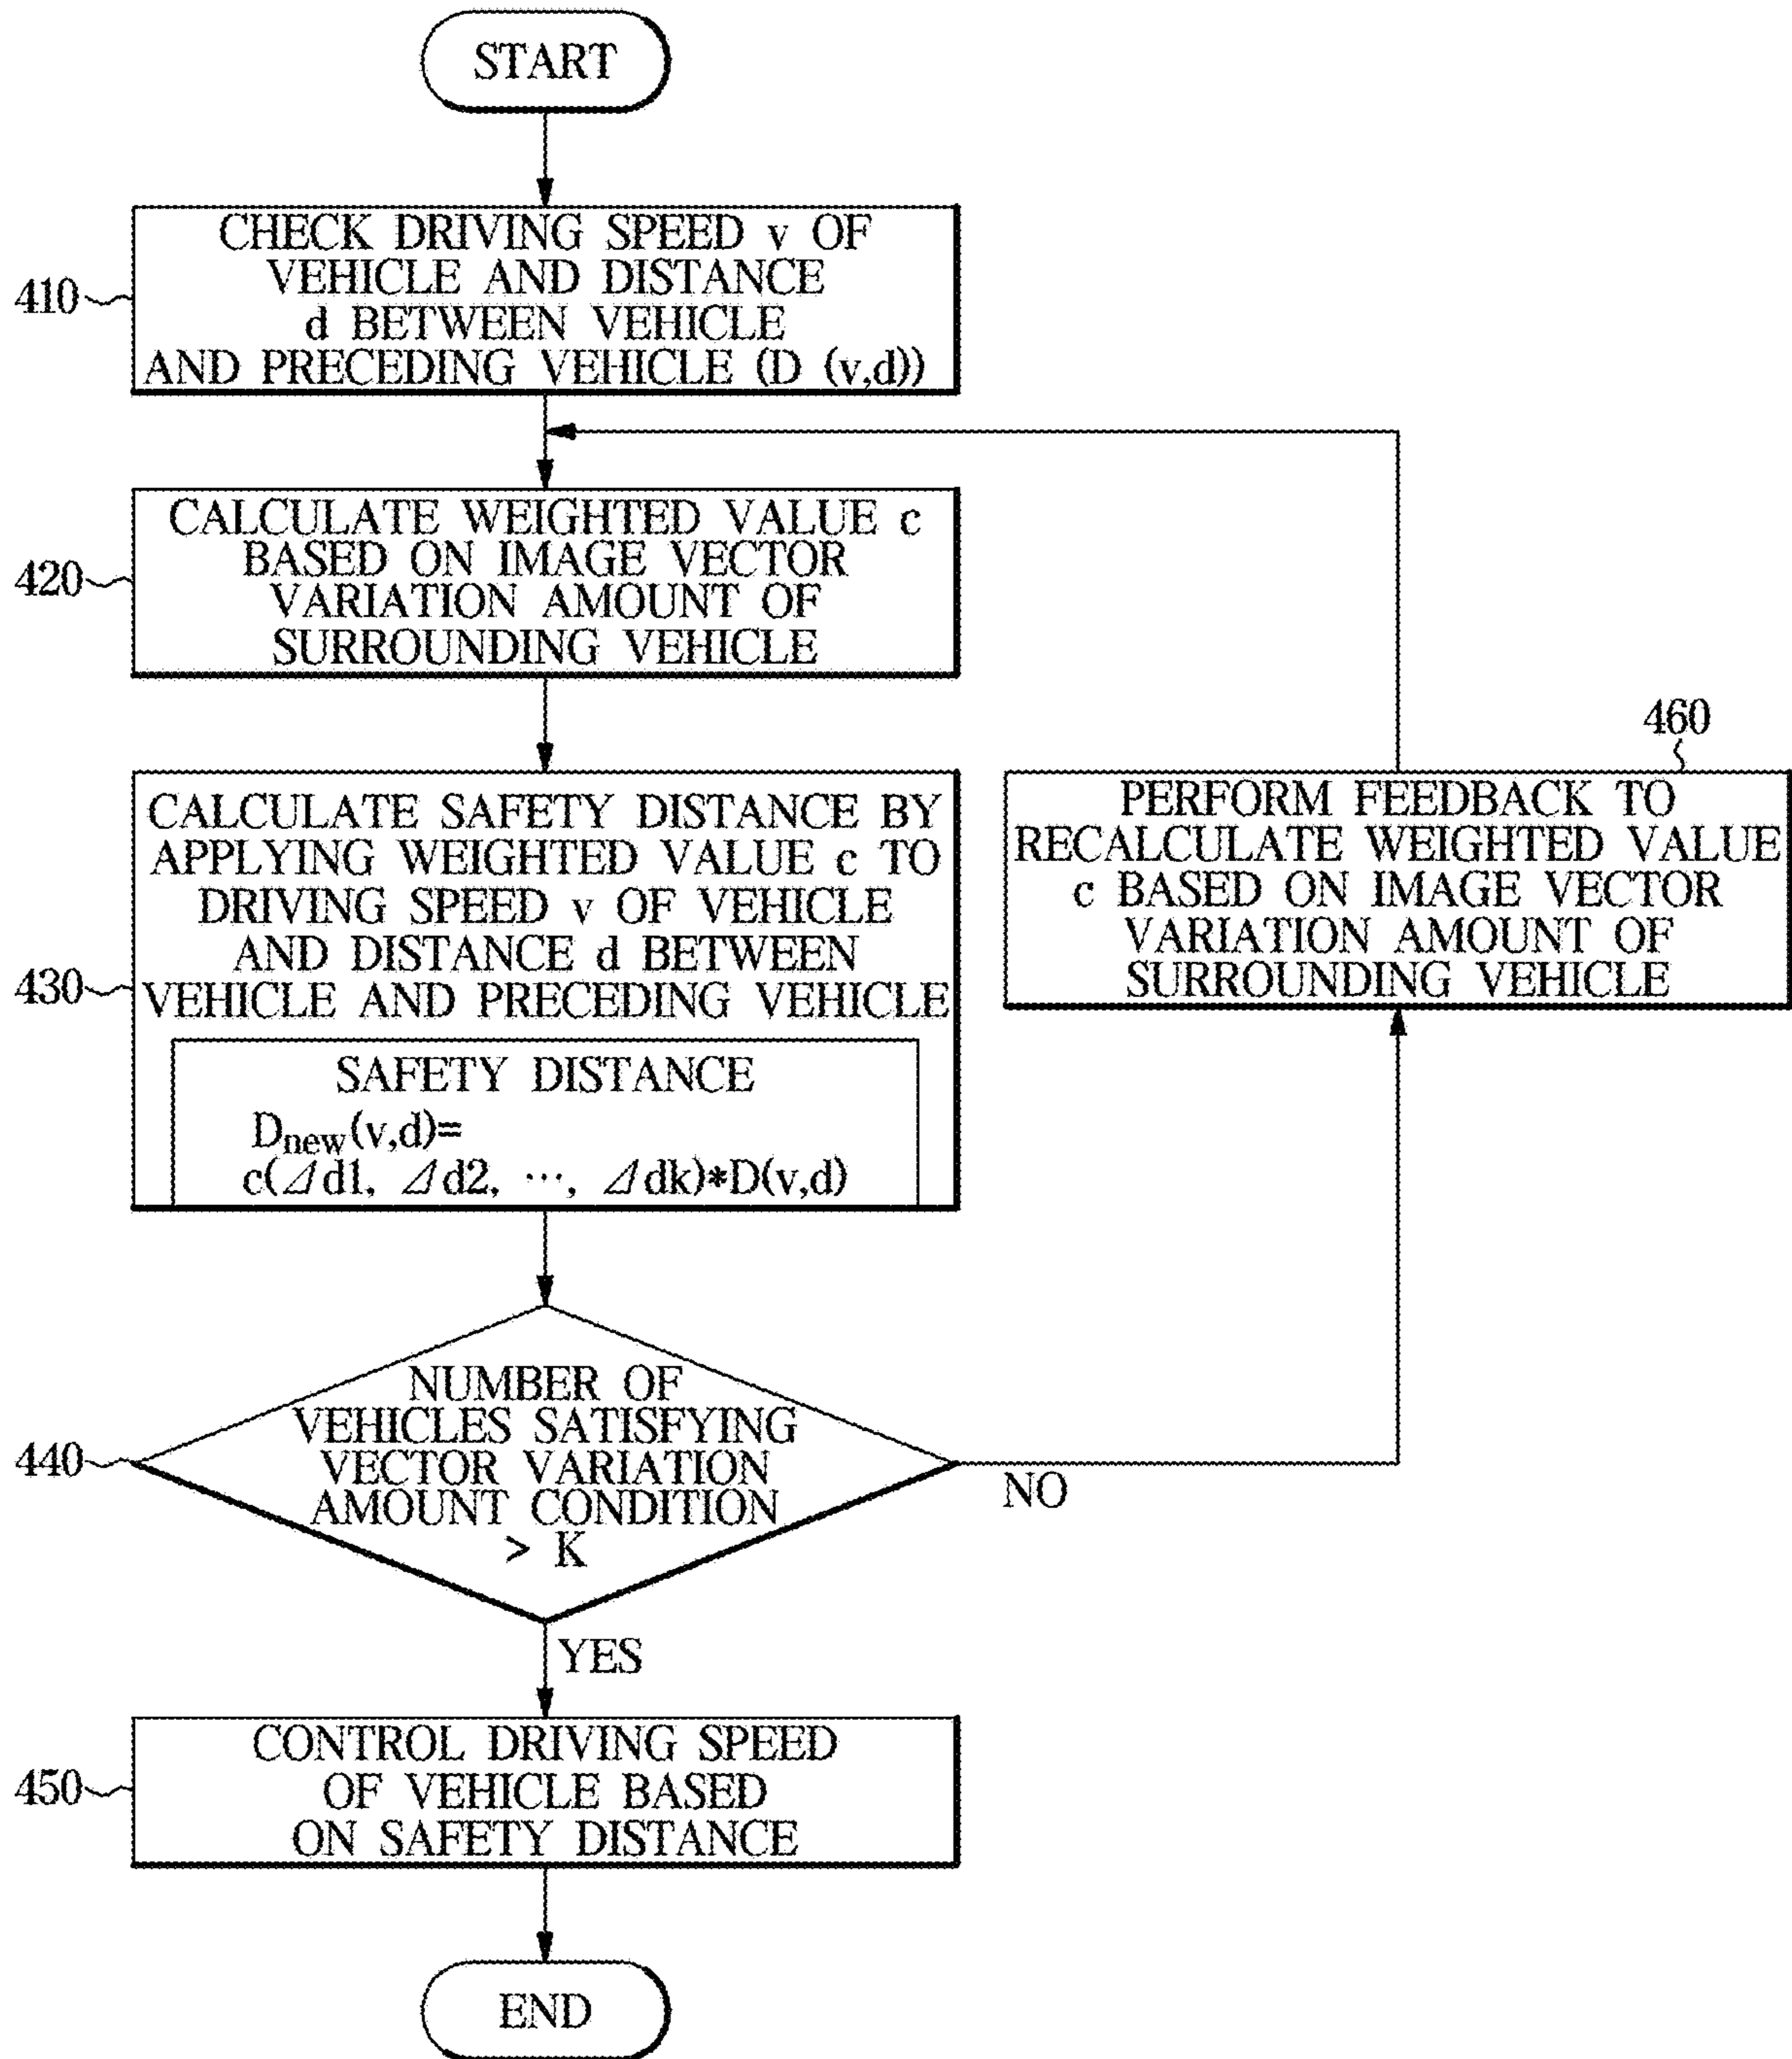 START
CHECK DRIVING SPEED v OF
VEHICLE AND DISTANCE
d BETWEEN VEHICLE
AND PRECEDING VEHICLE (D (v,d))
410
CALCULATE WEIGHTED VALUE c
BASED ON IMAGE VECTOR
VARIATION AMOUNT OF
SURROUNDING VEHICLE
420
CALCULATE SAFETY DISTANCE BY
APPLYING WEIGHTED VALUE c TO
DRIVING SPEED v OF VEHICLE
AND DISTANCE d BETWEEN
VEHICLE AND PRECEDING VEHICLE
430
SAFETY DISTANCE
Dnew(v,d)=
c(⊿d1, ⊿d2, ⋯, ⊿dk)*D(v,d)
460
PERFORM FEEDBACK TO
RECALCULATE WEIGHTED VALUE
c BASED ON IMAGE VECTOR
VARIATION AMOUNT OF
SURROUNDING VEHICLE
NUMBER OF
VEHICLES SATISFYING
VECTOR VARIATION
AMOUNT CONDITION
> K
440
NO
YES
CONTROL DRIVING SPEED
OF VEHICLE BASED
ON SAFETY DISTANCE
450
END